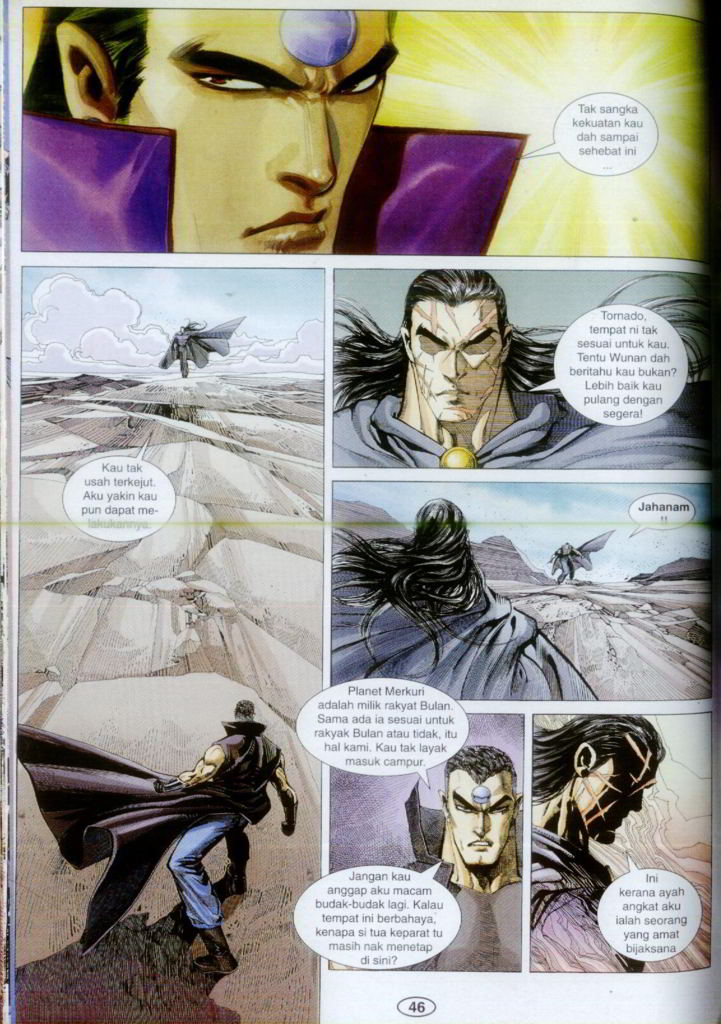 Tak sangka
kekuatan kau
dah sampai
sehebat ini
...
Kau tak
usah terkejut.
Aku yakin kau
pun dapat me-
lakukannya.
Tornado,
tempat ni tak
sesuai untuk kau.
Tentu Wunan dah
beritahu kau bukan?
Lebih baik kau
pulang dengan
segera!
Jahanam
!!
Planet Merkuri
adalah milik rakyat Bulan.
Sama ada ia sesuai untuk
rakyak Bulan atau tidak, itu
hal kami. Kau tak layak
masuk campur.
Jangan kau
anggap aku macam
budak-budak lagi. Kalau
tempat ini berbahaya,
kenapa si tua keparat tu
masih nak menetap
di sini?
Ini
kerana ayah
angkat aku
ialah seorang
yang amat
bijaksana
46